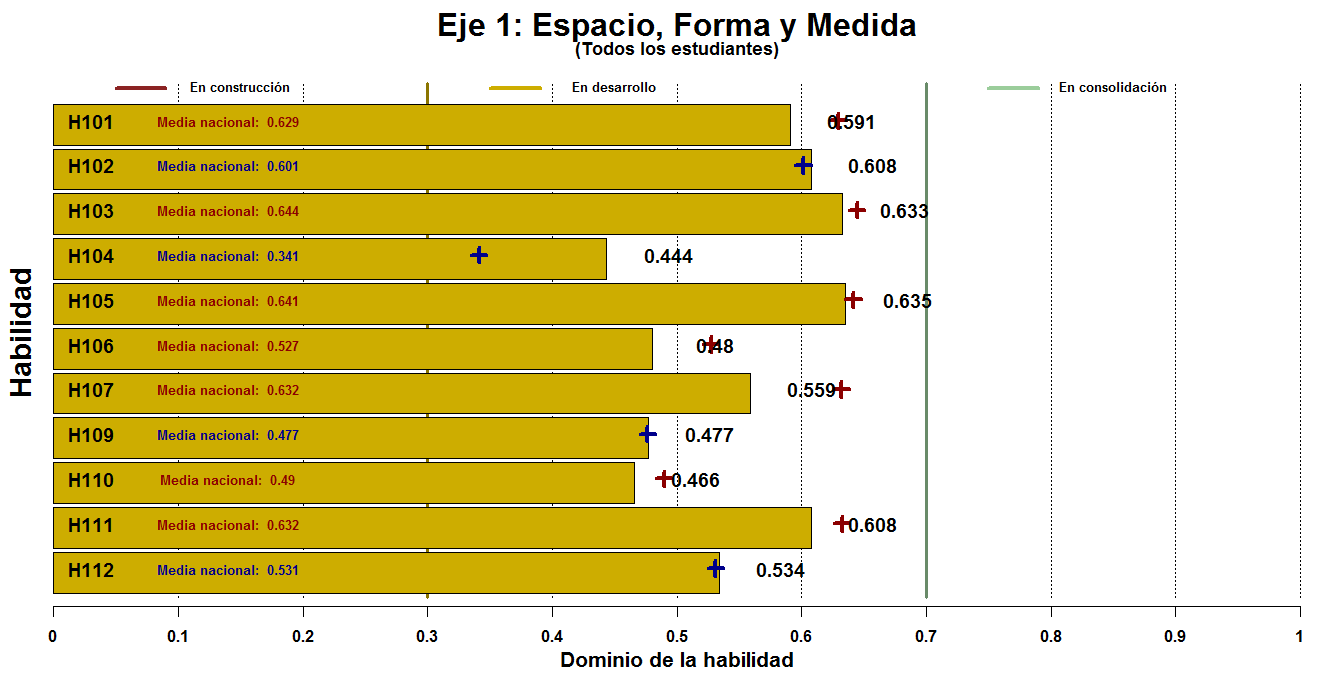 Eje 1: Espacio, Forma y Medida
(Todos los estudiantes)
En construcción En desarrollo En consolidación
H101 Media nacional: 0.629 0.591
H102 Media nacional: 0.601 0.608
H103 Media nacional: 0.644 0.633
H104 Media nacional: 0.341 0.444
H105 Media nacional: 0.641 0.635
H106 Media nacional: 0.527 0.48
H107 Media nacional: 0.632 0.559
H109 Media nacional: 0.477 0.477
H110 Media nacional: 0.49 0.466
H111 Media nacional: 0.632 0.608
H112 Media nacional: 0.531 0.534
Habilidad
0 0.1 0.2 0.3 0.4 0.5 0.6 0.7 0.8 0.9 1
Dominio de la habilidad